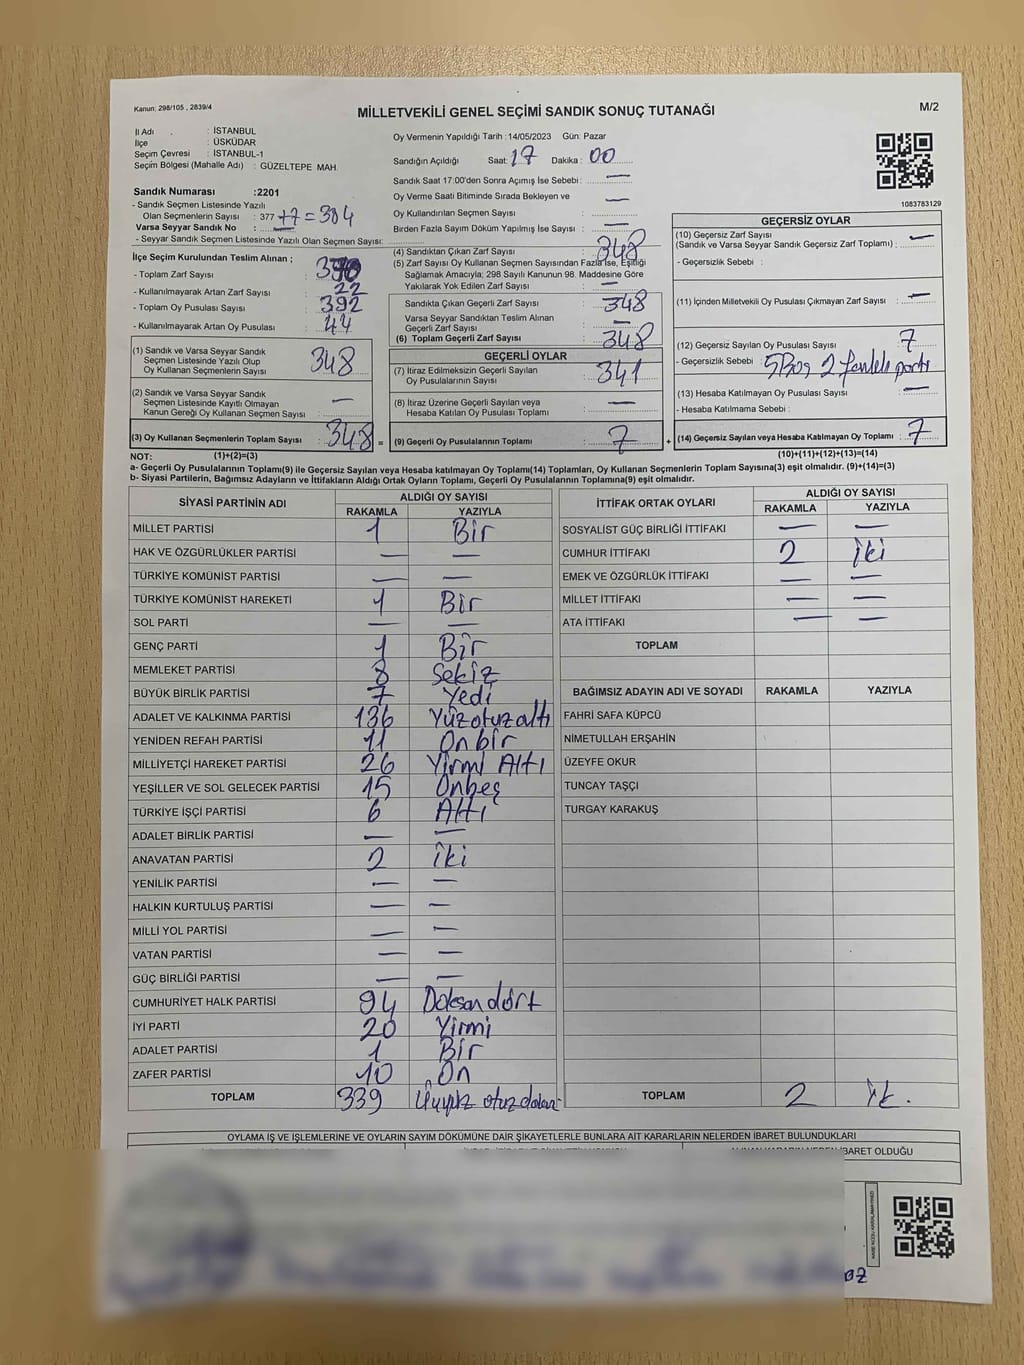 Kanun: 298/105 , 2839/4
MİLLETVEKİLİ GENEL SEÇİMİ SANDIK SONUÇ TUTANAĞI
M/2
İl Adı : İSTANBUL
İlçe : ÜSKÜDAR
Seçim Çevresi : İSTANBUL-1
Seçim Bölgesi (Mahalle Adı) : GÜZELTEPE MAH.
Sandık Numarası :2201
- Sandık Seçmen Listesinde Yazılı
Olan Seçmenlerin Sayısı : 377 +7 = 384
Varsa Seyyar Sandık No : —
- Seyyar Sandık Seçmen Listesinde Yazılı Olan Seçmen Sayısı:
Oy Vermenin Yapıldığı Tarih : 14/05/2023 Gün: Pazar
Sandığın Açıldığı Saat: 17 Dakika : 00
Sandık Saat 17:00'den Sonra Açımış İse Sebebi : —
Oy Verme Saati Bitiminde Sırada Bekleyen ve
Oy Kullandırılan Seçmen Sayısı —
Birden Fazla Sayım Döküm Yapılmış İse Sayısı : —
1083783129
İlçe Seçim Kurulundan Teslim Alınan ;
- Toplam Zarf Sayısı :
- Kullanılmayarak Artan Zarf Sayısı : 22
- Toplam Oy Pusulası Sayısı : 392
- Kullanılmayarak Artan Oy Pusulası : 44
(1) Sandık ve Varsa Seyyar Sandık
Seçmen Listesinde Yazılı Olup
Oy Kullanan Seçmenlerin Sayısı : 348
(2) Sandık ve Varsa Seyyar Sandık
Seçmen Listesinde Kayıtlı Olmayan
Kanun Gereği Oy Kullanan Seçmen Sayısı : —
(3) Oy Kullanan Seçmenlerin Toplam Sayısı : 348 =
(4) Sandıktan Çıkan Zarf Sayısı : 348
(5) Zarf Sayısı Oy Kullanan Seçmen Sayısından Fazla İse, Eşitliği
Sağlamak Amacıyla; 298 Sayılı Kanunun 98. Maddesine Göre
Yakılarak Yok Edilen Zarf Sayısı : —
Sandıkta Çıkan Geçerli Zarf Sayısı : 348
Varsa Seyyar Sandıktan Teslim Alınan
Geçerli Zarf Sayısı : —
(6) Toplam Geçerli Zarf Sayısı : 348
GEÇERLİ OYLAR
(7) İtiraz Edilmeksizin Geçerli Sayılan
Oy Pusulalarının Sayısı : 341
(8) İtiraz Üzerine Geçerli Sayılan veya
Hesaba Katılan Oy Pusulası Toplamı : —
(9) Geçerli Oy Pusulalarının Toplamı : 7 +
GEÇERSİZ OYLAR
(10) Geçersiz Zarf Sayısı
(Sandık ve Varsa Seyyar Sandık Geçersiz Zarf Toplamı) : —
- Geçersizlik Sebebi :
(11) İçinden Milletvekili Oy Pusulası Çıkmayan Zarf Sayısı : —
(12) Geçersiz Sayılan Oy Pusulası Sayısı : 7
- Geçersizlik Sebebi : 5 Boş 2 parti
(13) Hesaba Katılmayan Oy Pusulası Sayısı : —
- Hesaba Katılmama Sebebi :
(14) Geçersiz Sayılan veya Hesaba Katılmayan Oy Toplamı : 7
NOT: (1)+(2)=(3) (10)+(11)+(12)+(13)=(14)
a- Geçerli Oy Pusulalarının Toplamı(9) ile Geçersiz Sayılan veya Hesaba katılmayan Oy Toplamı(14) Toplamları, Oy Kullanan Seçmenlerin Toplam Sayısına(3) eşit olmalıdır. (9)+(14)=(3)
b- Siyasi Partilerin, Bağımsız Adayların ve İttifakların Aldığı Ortak Oyların Toplamı, Geçerli Oy Pusulalarının Toplamına(9) eşit olmalıdır.
SİYASİ PARTİNİN ADI ALDIĞI OY SAYISI
RAKAMLA YAZIYLA
MİLLET PARTİSİ 1 Bir
HAK VE ÖZGÜRLÜKLER PARTİSİ — —
TÜRKİYE KOMÜNİST PARTİSİ — —
TÜRKİYE KOMÜNİST HAREKETİ 1 Bir
SOL PARTİ — —
GENÇ PARTİ 1 Bir
MEMLEKET PARTİSİ 8 Sekiz
BÜYÜK BİRLİK PARTİSİ 7 Yedi
ADALET VE KALKINMA PARTİSİ 136 Yüzotuzaltı
YENİDEN REFAH PARTİSİ 11 Onbir
MİLLİYETÇİ HAREKET PARTİSİ 26 Yirmi Altı
YEŞİLLER VE SOL GELECEK PARTİSİ 15 Onbeş
TÜRKİYE İŞÇİ PARTİSİ 6 Altı
ADALET BİRLİK PARTİSİ — —
ANAVATAN PARTİSİ 2 iki
YENİLİK PARTİSİ — —
HALKIN KURTULUŞ PARTİSİ — —
MİLLİ YOL PARTİSİ — —
VATAN PARTİSİ — —
GÜÇ BİRLİĞİ PARTİSİ — —
CUMHURİYET HALK PARTİSİ 94 Doksandört
İYİ PARTİ 20 Yirmi
ADALET PARTİSİ 1 Bir
ZAFER PARTİSİ 10 On
TOPLAM 339
İTTİFAK ORTAK OYLARI ALDIĞI OY SAYISI
RAKAMLA YAZIYLA
SOSYALİST GÜÇ BİRLİĞİ İTTİFAKI — —
CUMHUR İTTİFAKI 2 iki
EMEK VE ÖZGÜRLÜK İTTİFAKI — —
MİLLET İTTİFAKI — —
ATA İTTİFAKI — —
TOPLAM
BAĞIMSIZ ADAYIN ADI VE SOYADI RAKAMLA YAZIYLA
FAHRİ SAFA KÜPCÜ
NİMETULLAH ERŞAHİN
ÜZEYFE OKUR
TUNCAY TAŞÇI
TURGAY KARAKUŞ
TOPLAM 2
OYLAMA İŞ VE İŞLEMLERİNE VE OYLARIN SAYIM DÖKÜMÜNE DAİR ŞİKAYETLERLE BUNLARA AİT KARARLARIN NELERDEN İBARET BULUNDUKLARI
İBARET OLDUĞU